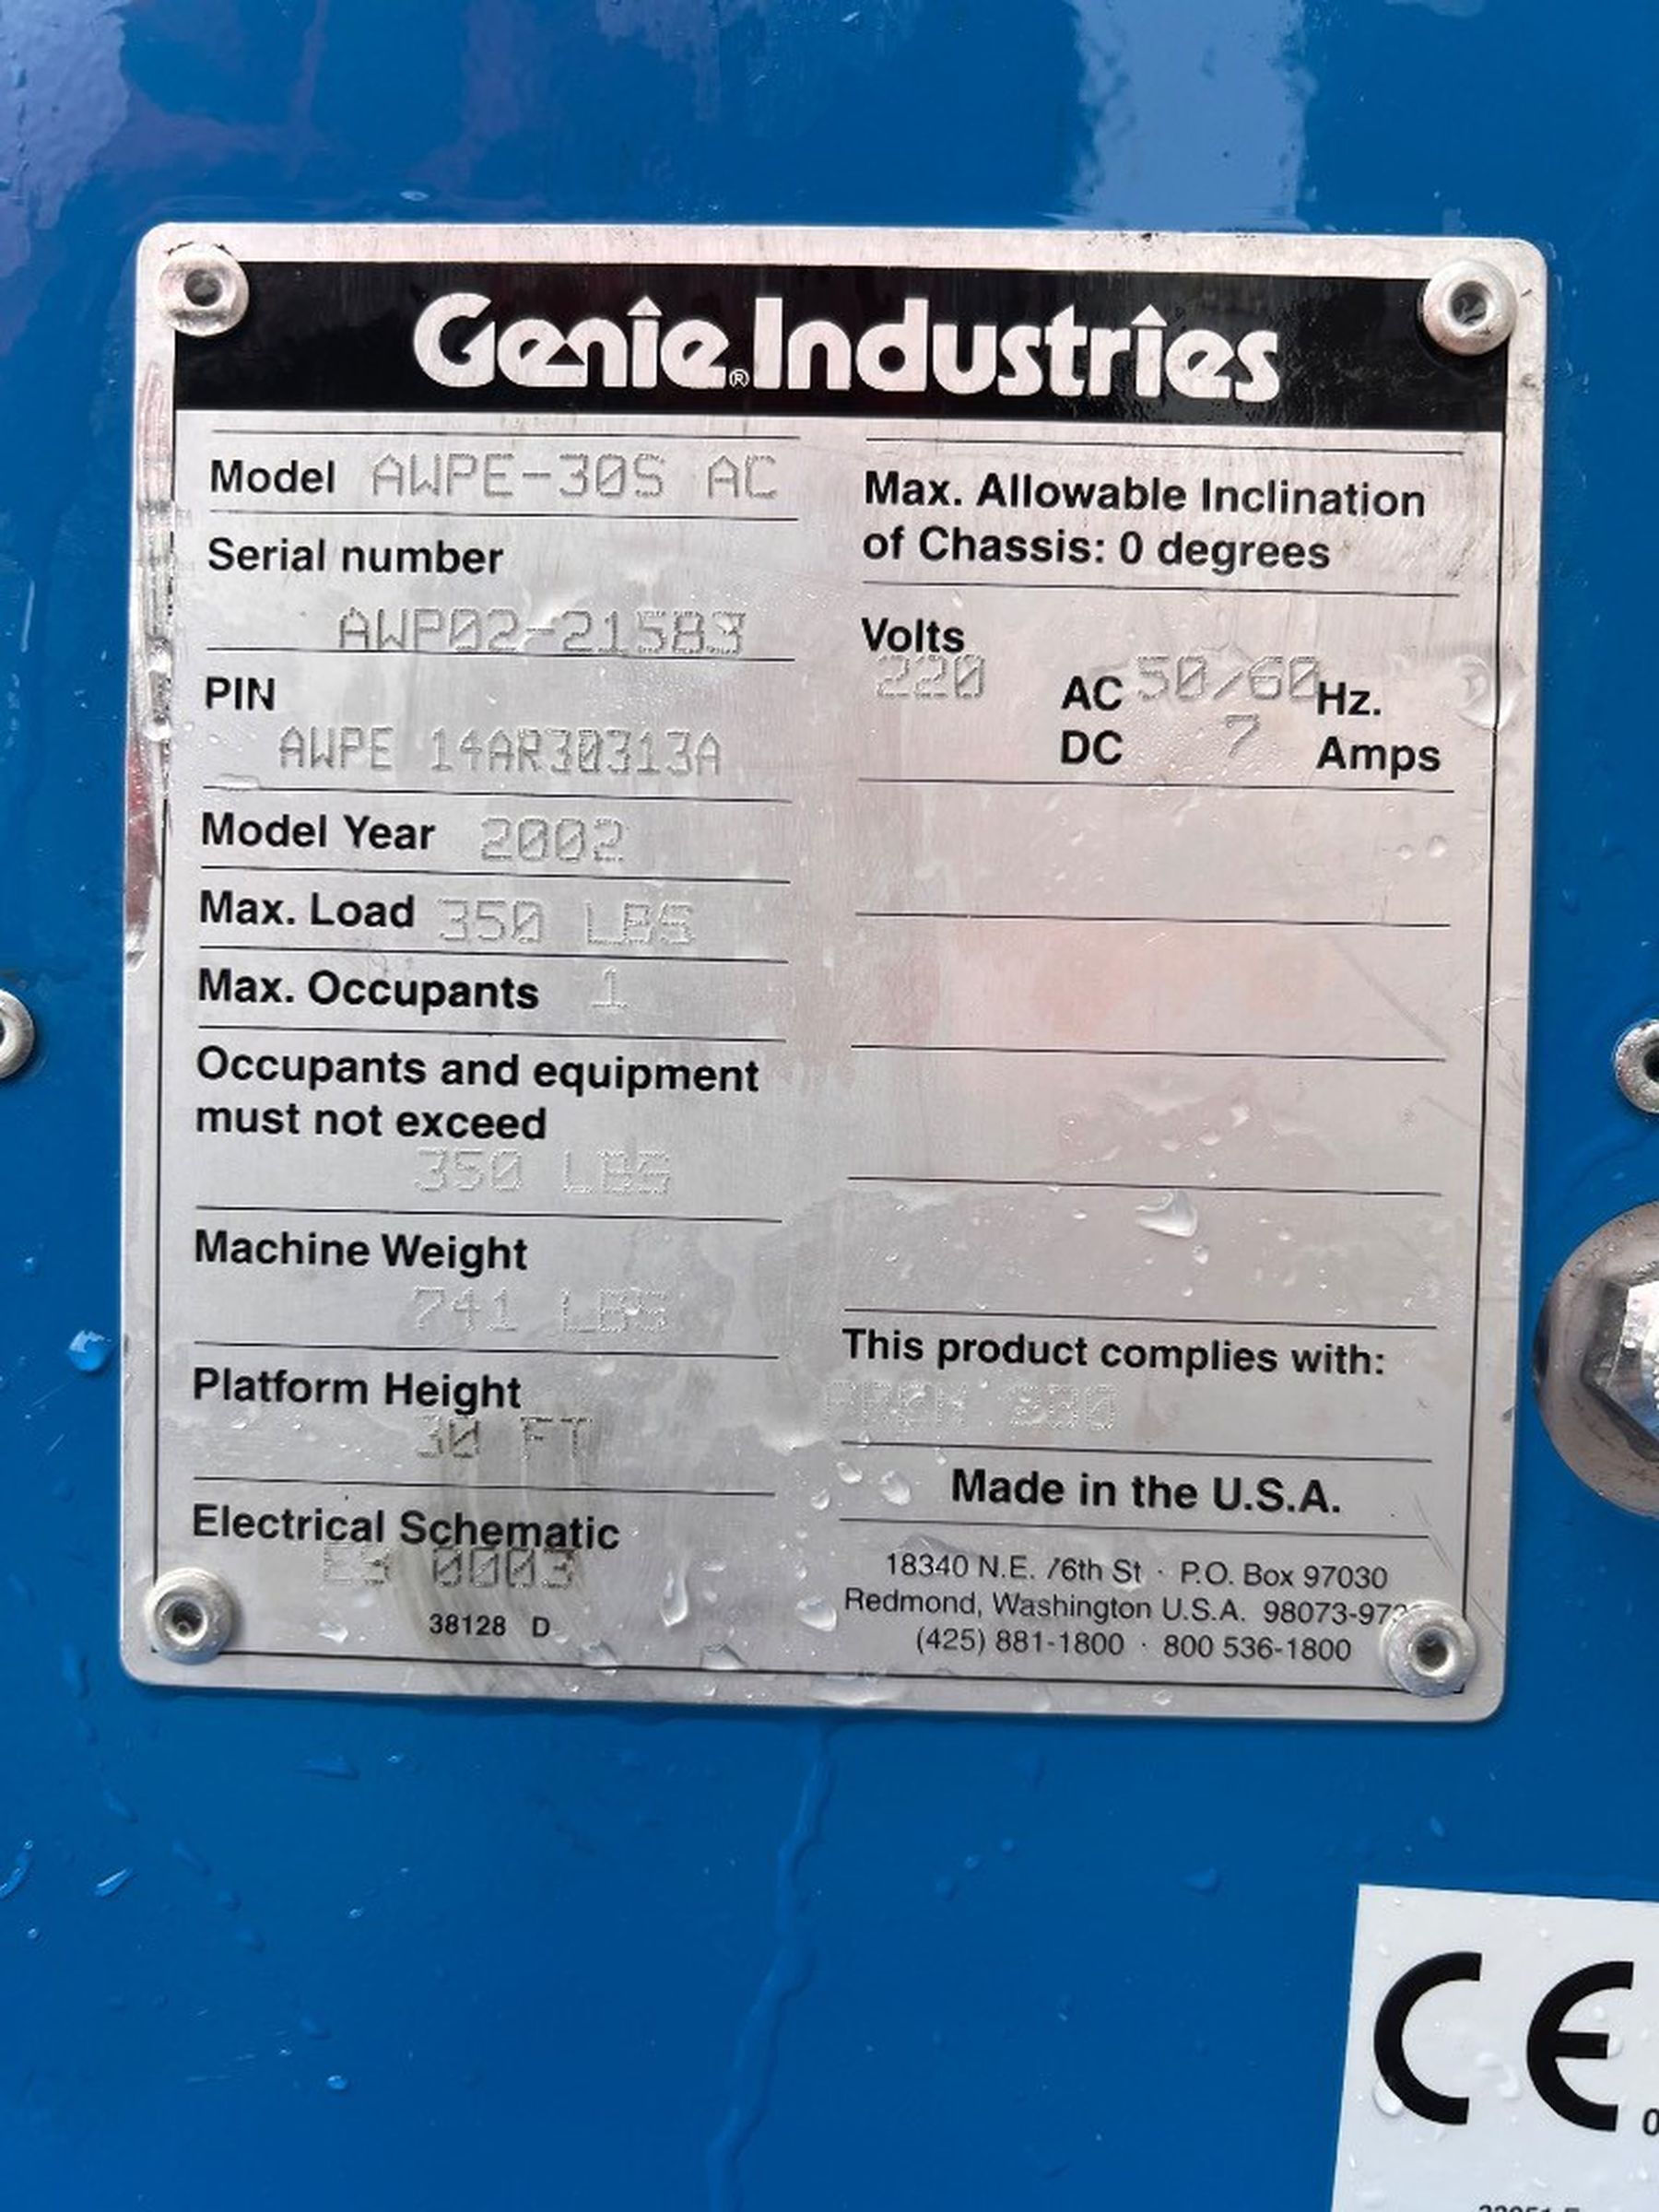 Genie® Industries
Model AWPE-30S AC
Serial number
AWP02-21583
PIN
AWPE 14AR30313A
Model Year 2002
Max. Load 350 LBS
Max. Occupants 1
Occupants and equipment
must not exceed
350 LBS
Machine Weight
741 LBS
Platform Height
30 FT
Electrical Schematic
ES 0003
38128 D
Max. Allowable Inclination
of Chassis: 0 degrees
Volts
220 AC 50/60 Hz.
DC 7 Amps
This product complies with:
Made in the U.S.A.
18340 N.E. 76th St · P.O. Box 97030
Redmond, Washington U.S.A.
(425) 881-1800 · 800 536-1800
CE